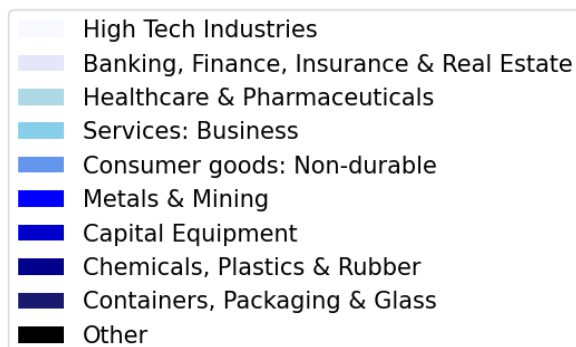 High Tech Industries
Banking, Finance, Insurance & Real Estate
Healthcare & Pharmaceuticals
Services: Business
Consumer goods: Non-durable
Metals & Mining
Capital Equipment
Chemicals, Plastics & Rubber
Containers, Packaging & Glass
Other